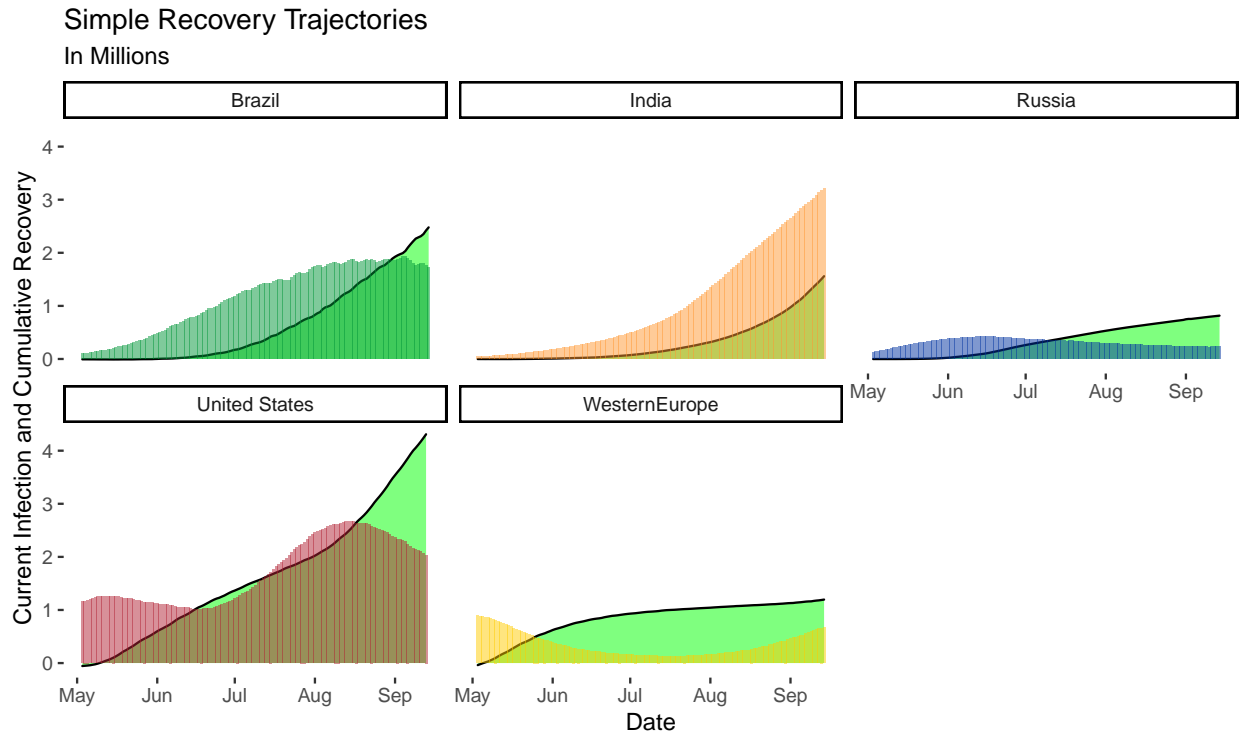 Simple Recovery Trajectories
In Millions
Brazil
India
Russia
4
3
2
1
0
May Jun Jul Aug Sep
United States
WesternEurope
4
3
2
1
0
May Jun Jul Aug Sep
May Jun Jul Aug Sep
Current Infection and Cumulative Recovery
Date